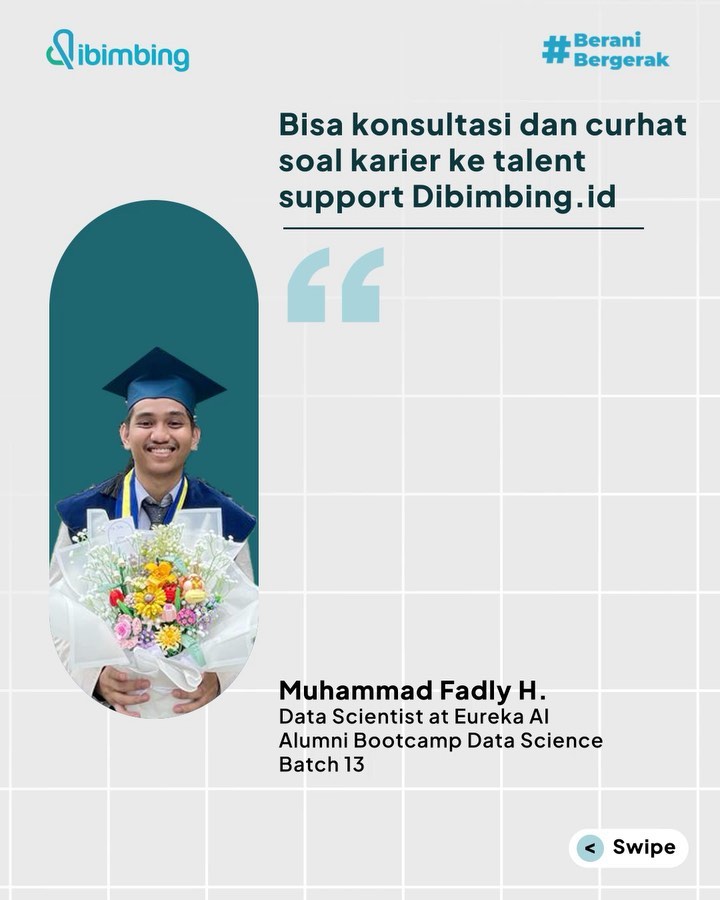 Dibimbing
#Berani
Bergerak
Bisa konsultasi dan curhat
soal karier ke talent
support Dibimbing.id
“
Muhammad Fadly H.
Data Scientist at Eureka AI
Alumni Bootcamp Data Science
Batch 13
< Swipe